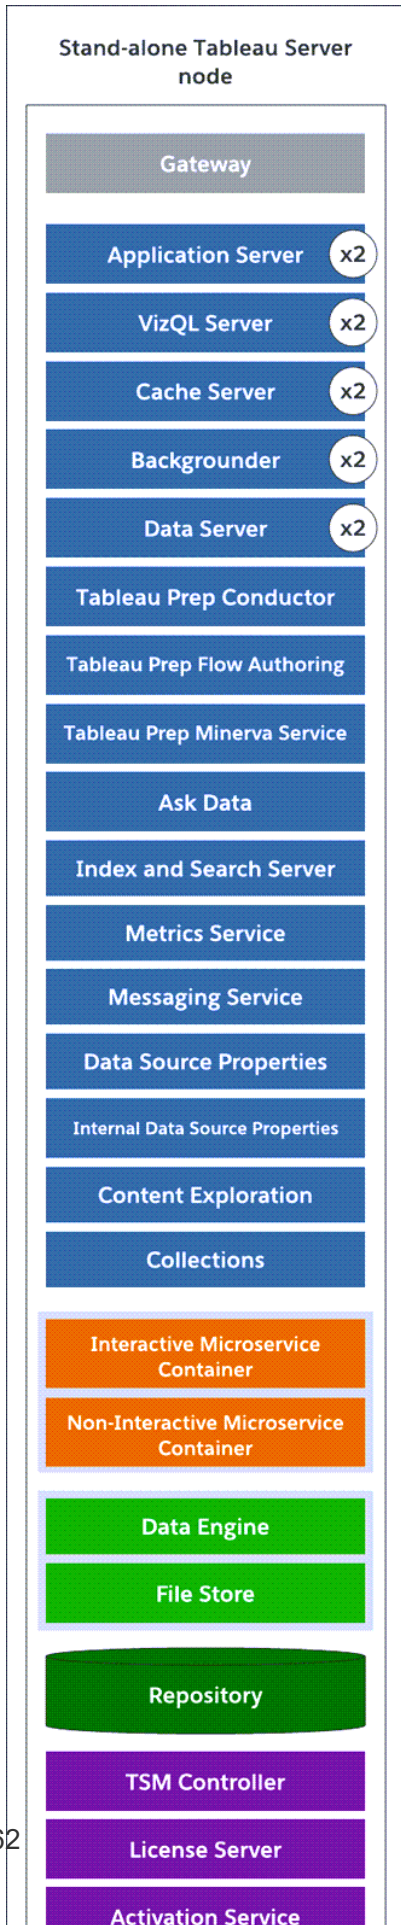 Stand-alone Tableau Server
node
Gateway
Application Server x2
VizQL Server x2
Cache Server x2
Backgrounder x2
Data Server x2
Tableau Prep Conductor
Tableau Prep Flow Authoring
Tableau Prep Minerva Service
Ask Data
Index and Search Server
Metrics Service
Messaging Service
Data Source Properties
Internal Data Source Properties
Content Exploration
Collections
Interactive Microservice
Container
Non-Interactive Microservice
Container
Data Engine
File Store
Repository
TSM Controller
License Server
Activation Service